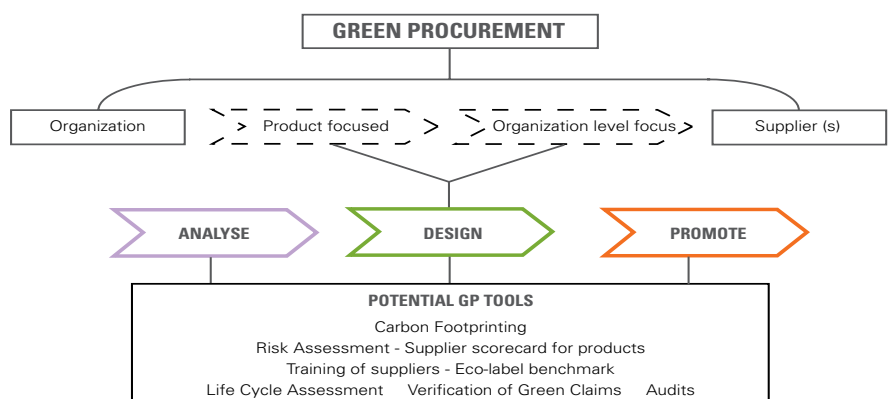 GREEN PROCUREMENT
Organization
Product focused
Organization level focus
Supplier (s)
ANALYSE
DESIGN
PROMOTE
POTENTIAL GP TOOLS
Carbon Footprinting
Risk Assessment - Supplier scorecard for products
Training of suppliers - Eco-label benchmark
Life Cycle Assessment Verification of Green Claims Audits